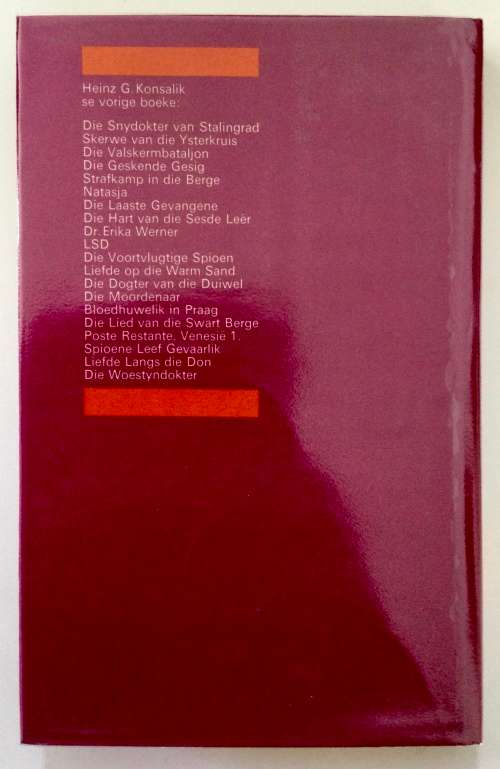 Heinz G. Konsalik
se vorige boeke:
Die Snydokter van Stalingrad
Skerwe van die Ysterkruis
Die Valskermbataljon
Die Geskende Gesig
Strafkamp in die Berge
Natasja
Die Laaste Gevangene
Die Hart van die Sesde Leër
Dr. Erika Werner
LSD
Die Voortvlugtige Spioen
Liefde op die Warm Sand
Die Dogter van die Duiwel
Die Moordenaar
Bloedhuwelik in Praag
Die Lied van die Swart Berge
Poste Restante, Venesië 1.
Spioene Leef Gevaarlik
Liefde Langs die Don
Die Woestyndokter